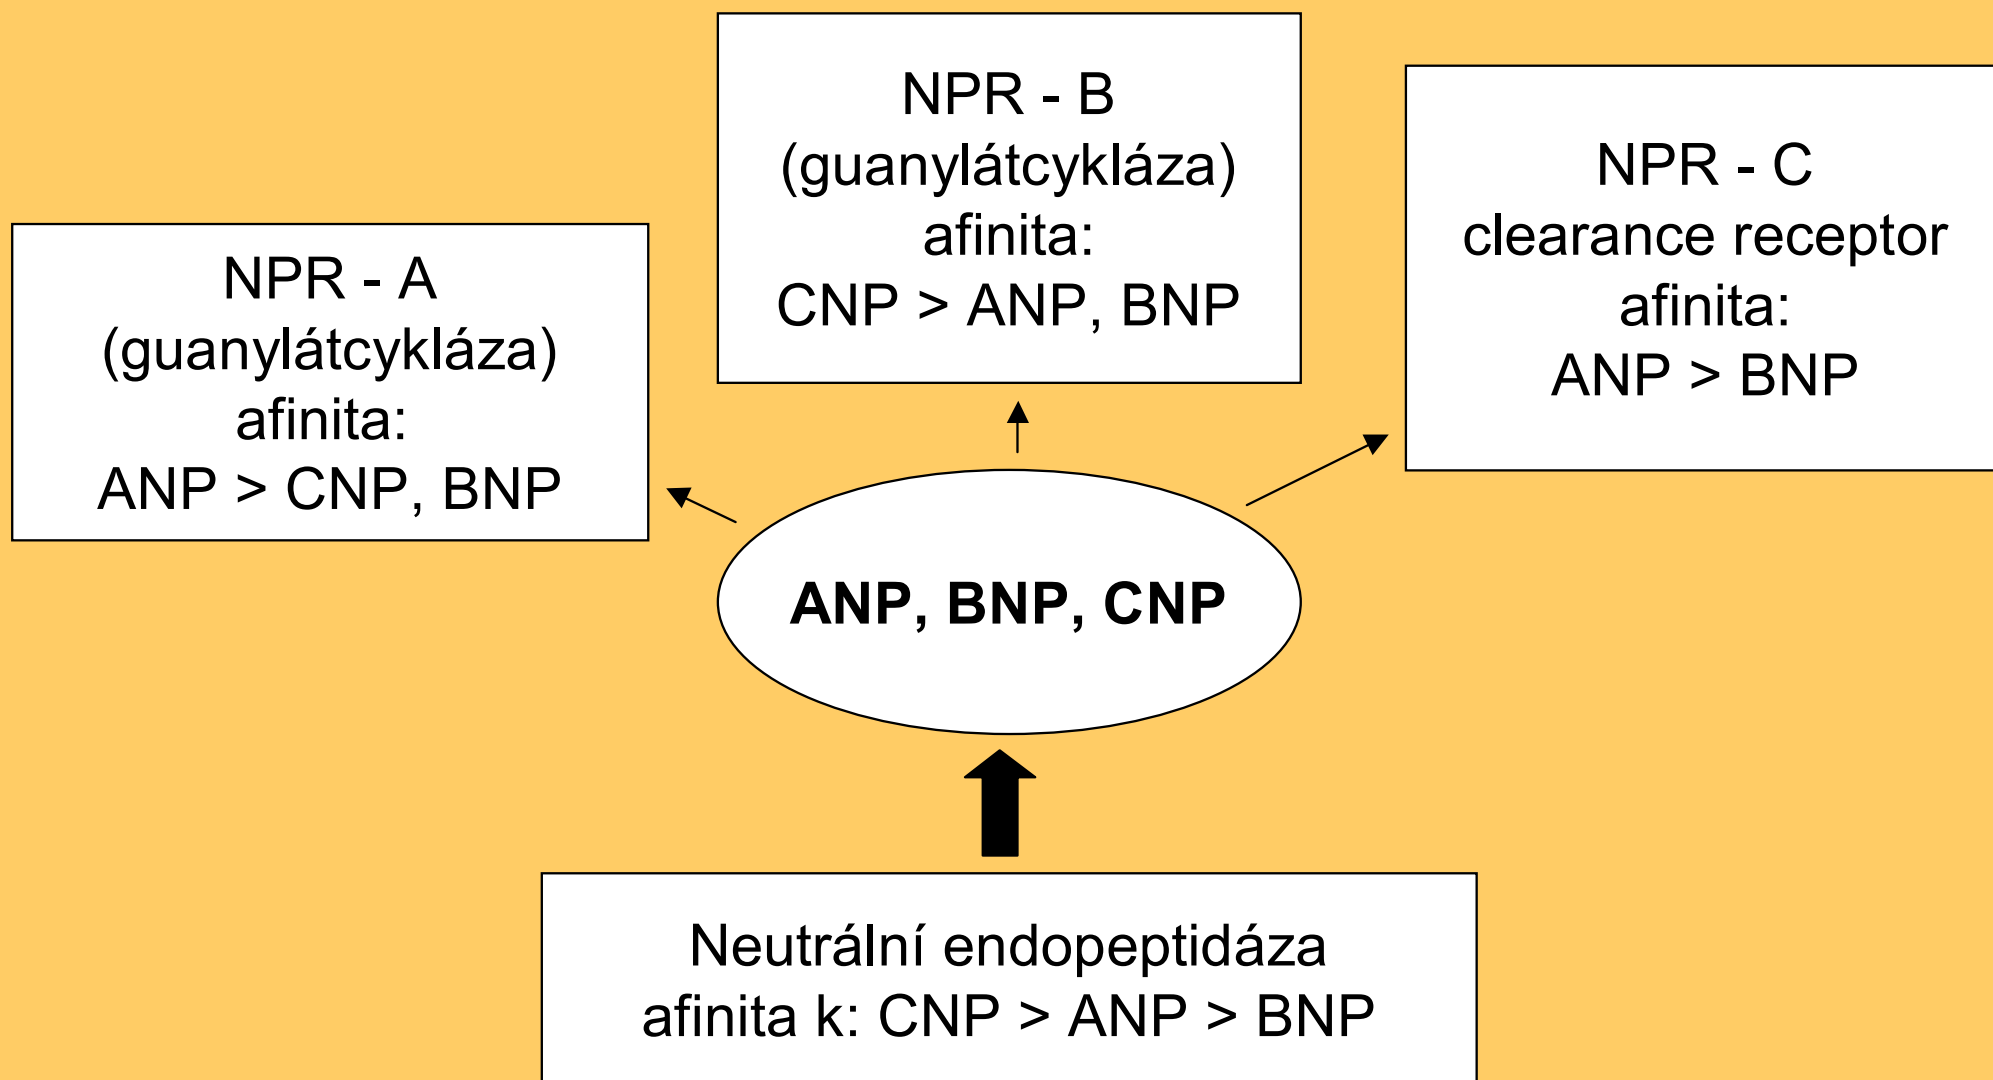 NPR - A
(guanylátcykláza)
afinita:
ANP > CNP, BNP
NPR - B
(guanylátcykláza)
afinita:
CNP > ANP, BNP
NPR - C
clearance receptor
afinita:
ANP > BNP
ANP, BNP, CNP
Neutrální endopeptidáza
afinita k: CNP > ANP > BNP